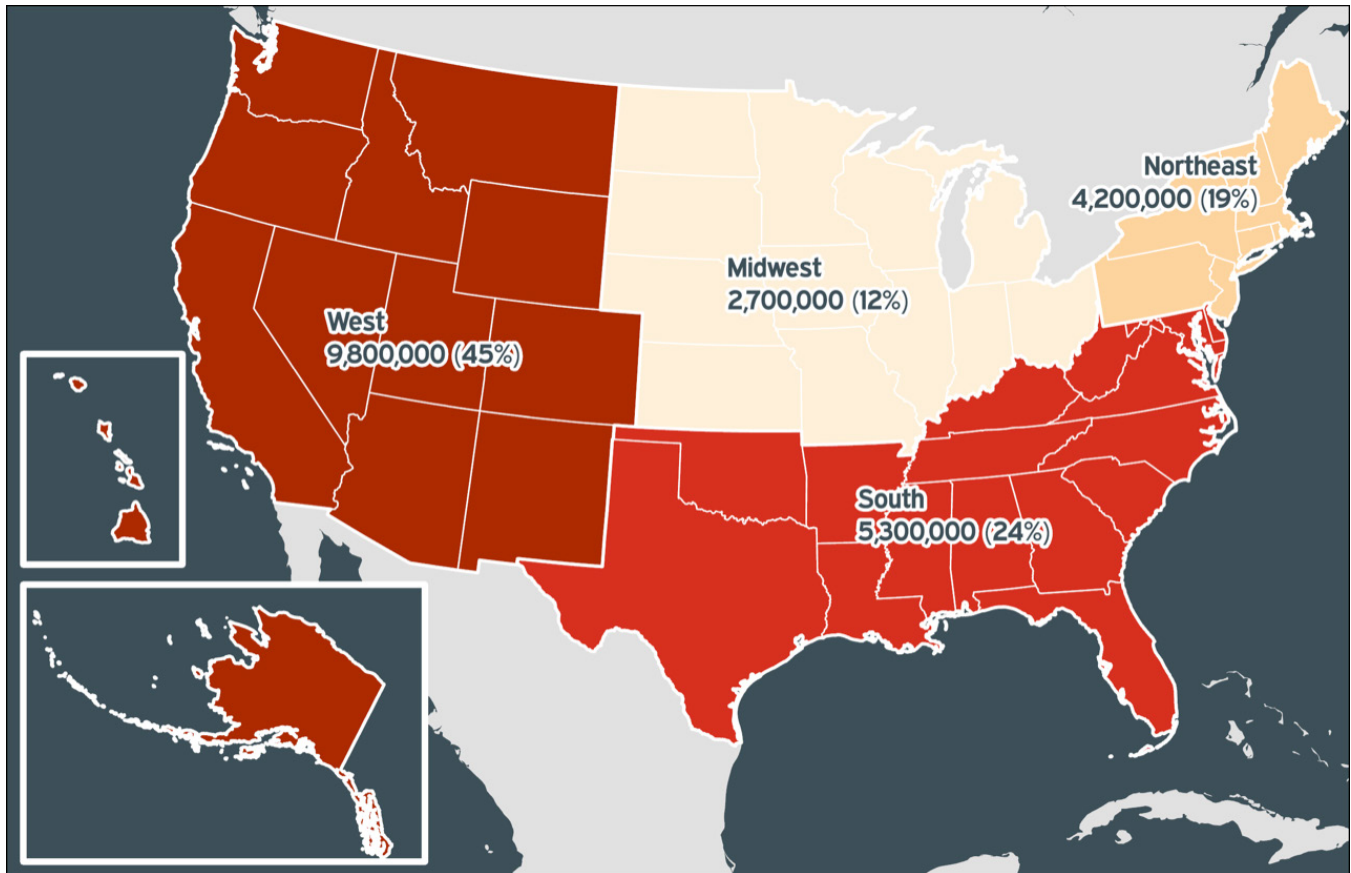 Northeast
4,200,000 (19%)
Midwest
2,700,000 (12%)
West
9,800,000 (45%)
South
5,300,000 (24%)